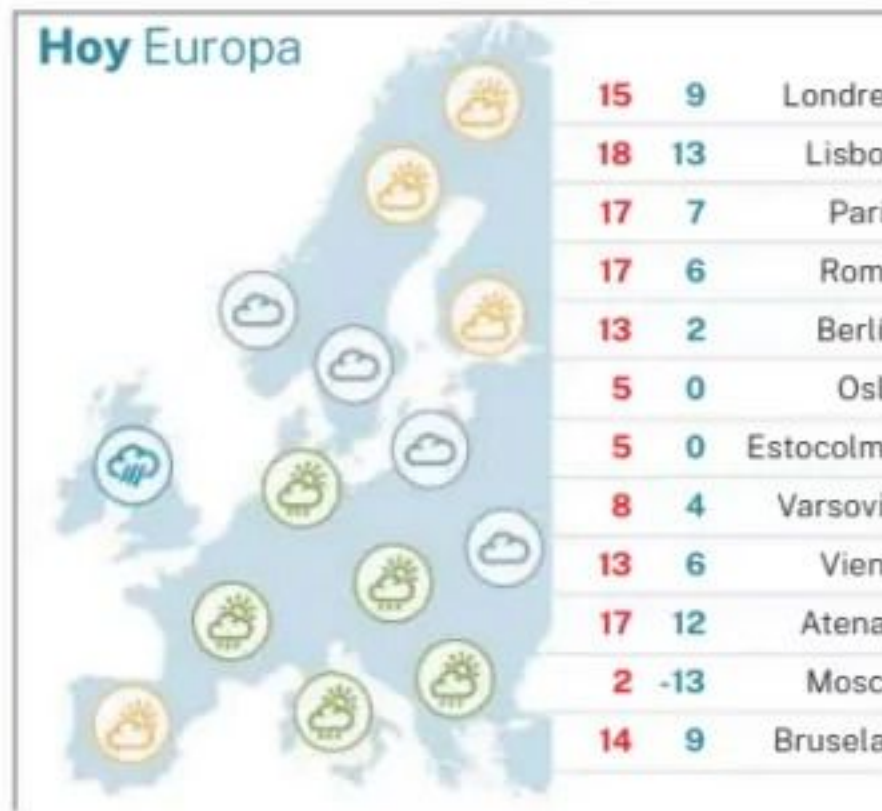 Hoy Europa
15 9 Londre
18 13 Lisbo
17 7 Pari
17 6 Rom
13 2 Berlí
5 0 Osl
5 0 Estocolm
8 4 Varsovi
13 6 Vien
17 12 Atena
2 -13 Mosc
14 9 Brusela